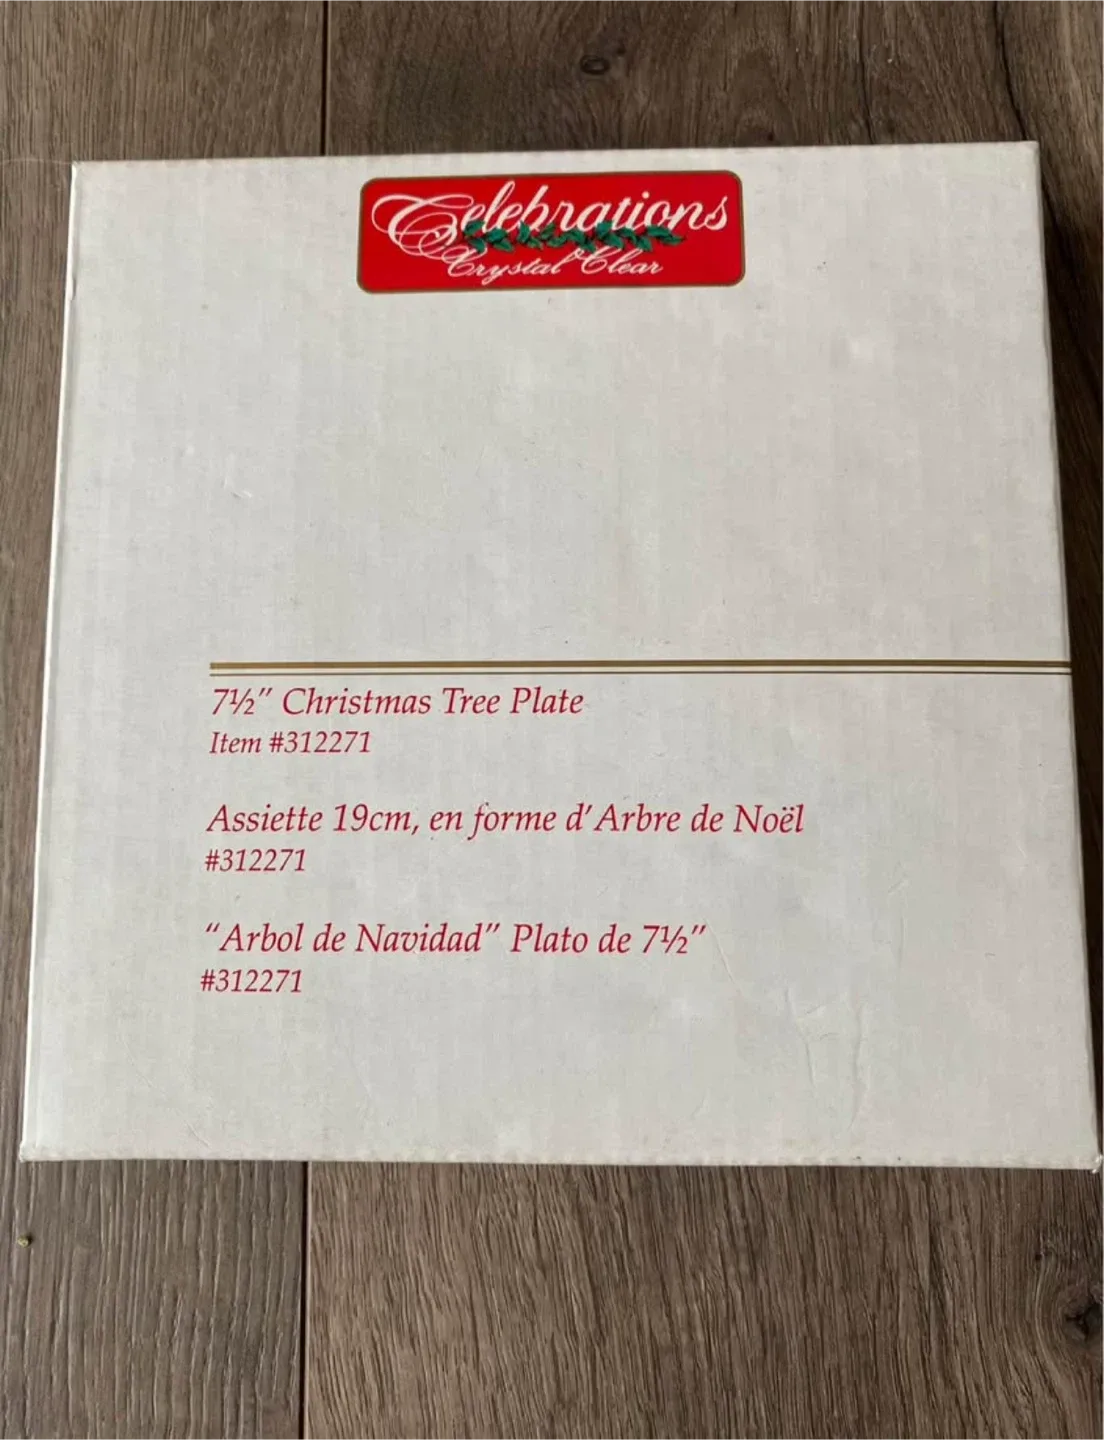 Celebrations
Crystal Clear
7½" Christmas Tree Plate
Item #312271
Assiette 19cm, en forme d'Arbre de Noël
#312271
“Arbol de Navidad” Plato de 7½"
#312271